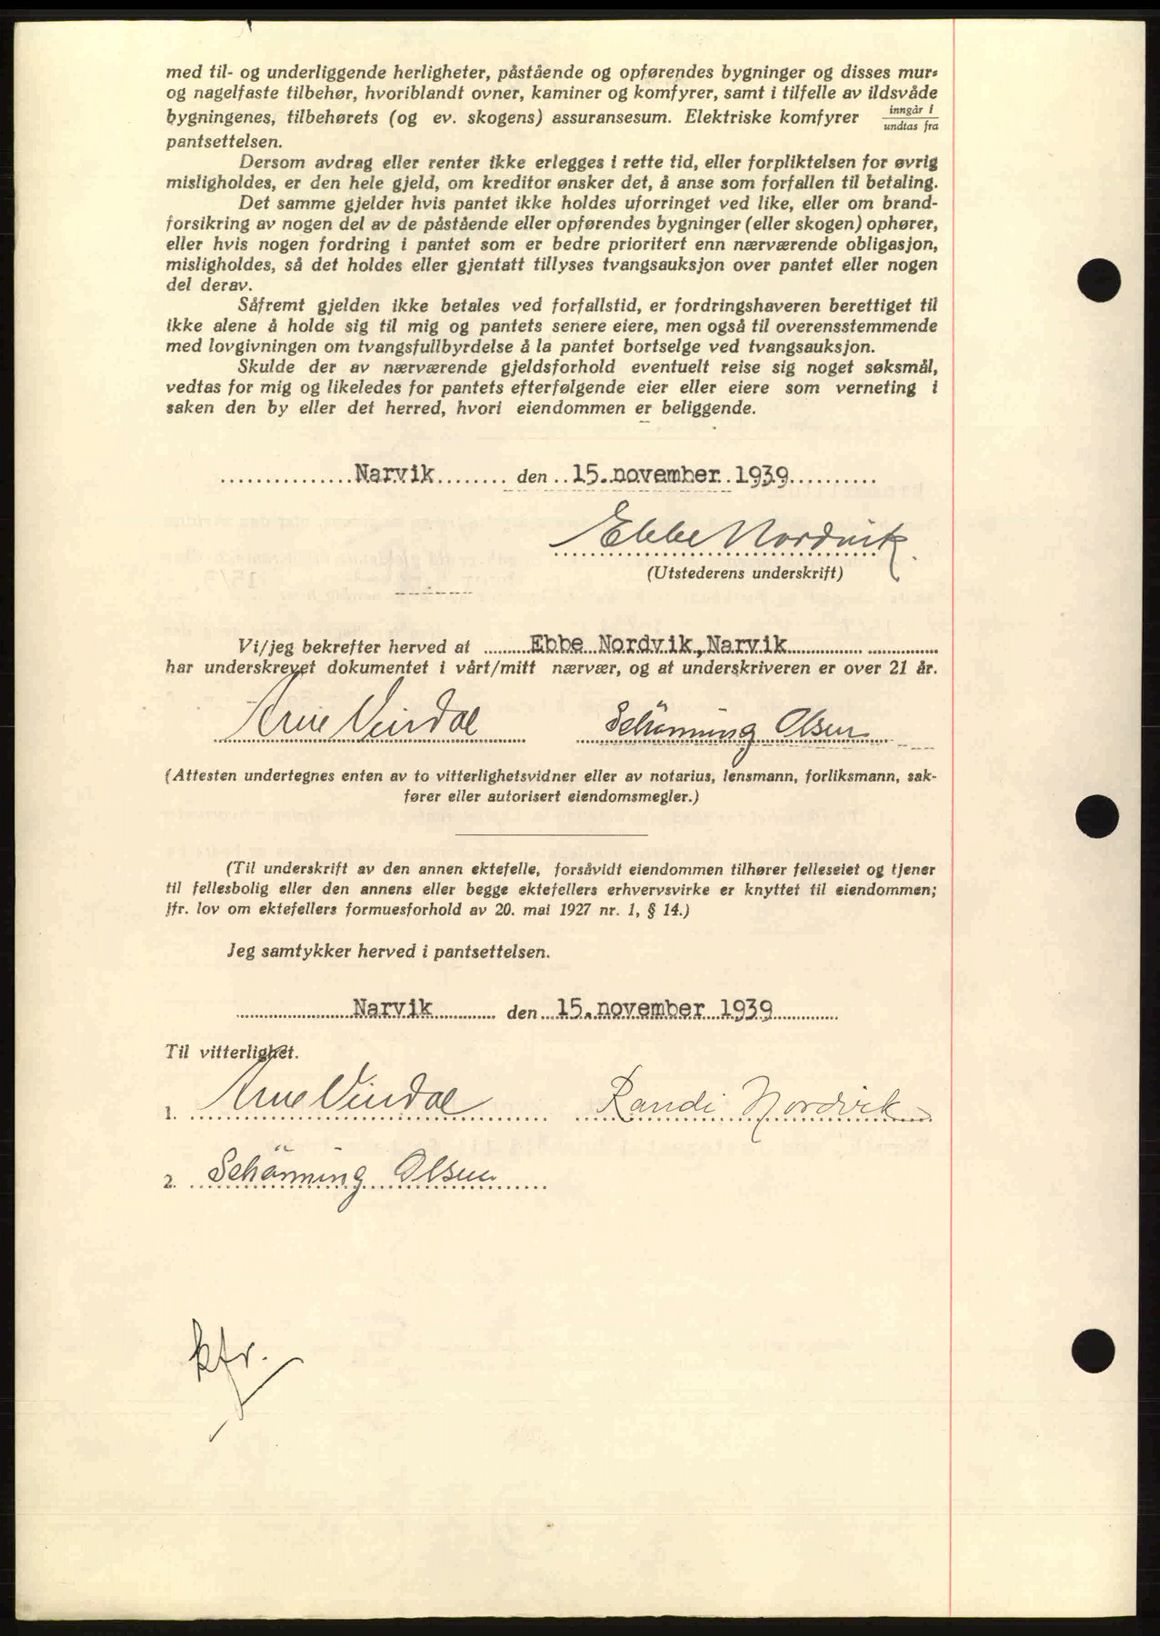 med til- og underliggende herligheter, påstående og opførendes bygninger og disses mur-
og nagelfaste tilbehør, hvoriblandt ovner, kaminer og komfyrer, samt i tilfelle av ildsvåde
bygningenes, tilbehørets (og ev. skogens) assuransesum. Elektriske komfyrer inngår i
undtas fra
pantsettelsen.
Dersom avdrag eller renter ikke erlegges i rette tid, eller forpliktelsen for øvrig
misligholdes, er den hele gjeld, om kreditor ønsker det, å anse som forfallen til betaling.
Det samme gjelder hvis pantet ikke holdes uforringet ved like, eller om brand-
forsikring av nogen del av de påstående eller opførendes bygninger (eller skogen) ophører,
eller hvis nogen fordring i pantet som er bedre prioritert enn nærværende obligasjon,
misligholdes, så det holdes eller gjentatt tillyses tvangsauksjon over pantet eller nogen
del derav.
Såfremt gjelden ikke betales ved forfallstid, er fordringshaveren berettiget til
ikke alene å holde sig til mig og pantets senere eiere, men også til overensstemmende
med lovgivningen om tvangsfullbyrdelse å la pantet bortselge ved tvangsauksjon.
Skulde der av nærværende gjeldsforhold eventuelt reise sig noget søksmål,
vedtas for mig og likeledes for pantets efterfølgende eier eller eiere som verneting i
saken den by eller det herred, hvori eiendommen er beliggende.
Narvik den 15. november 1939
Ebbe Nordvik.
(Utstederens underskrift)
Vi/jeg bekrefter herved at Ebbe Nordvik, Narvik
har underskrevet dokumentet i vårt/mitt nærvær, og at underskriveren er over 21 år.
Arne Vindal Schönning Olsen
(Attesten undertegnes enten av to vitterlighetsvidner eller av notarius, lensmann, forliksmann, sak-
fører eller autorisert eiendomsmegler.)
(Til underskrift av den annen ektefelle, forsåvidt eiendommen tilhører felleseiet og tjener
til fellesbolig eller den annens eller begge ektefellers erhvervsvirke er knyttet til eiendommen;
jfr. lov om ektefellers formuesforhold av 20. mai 1927 nr. 1, § 14.)
Jeg samtykker herved i pantsettelsen.
Narvik den 15. november 1939
Til vitterlighet.
1. Arne Vindal Randi Nordvik
2. Schönning Olsen
kfr.